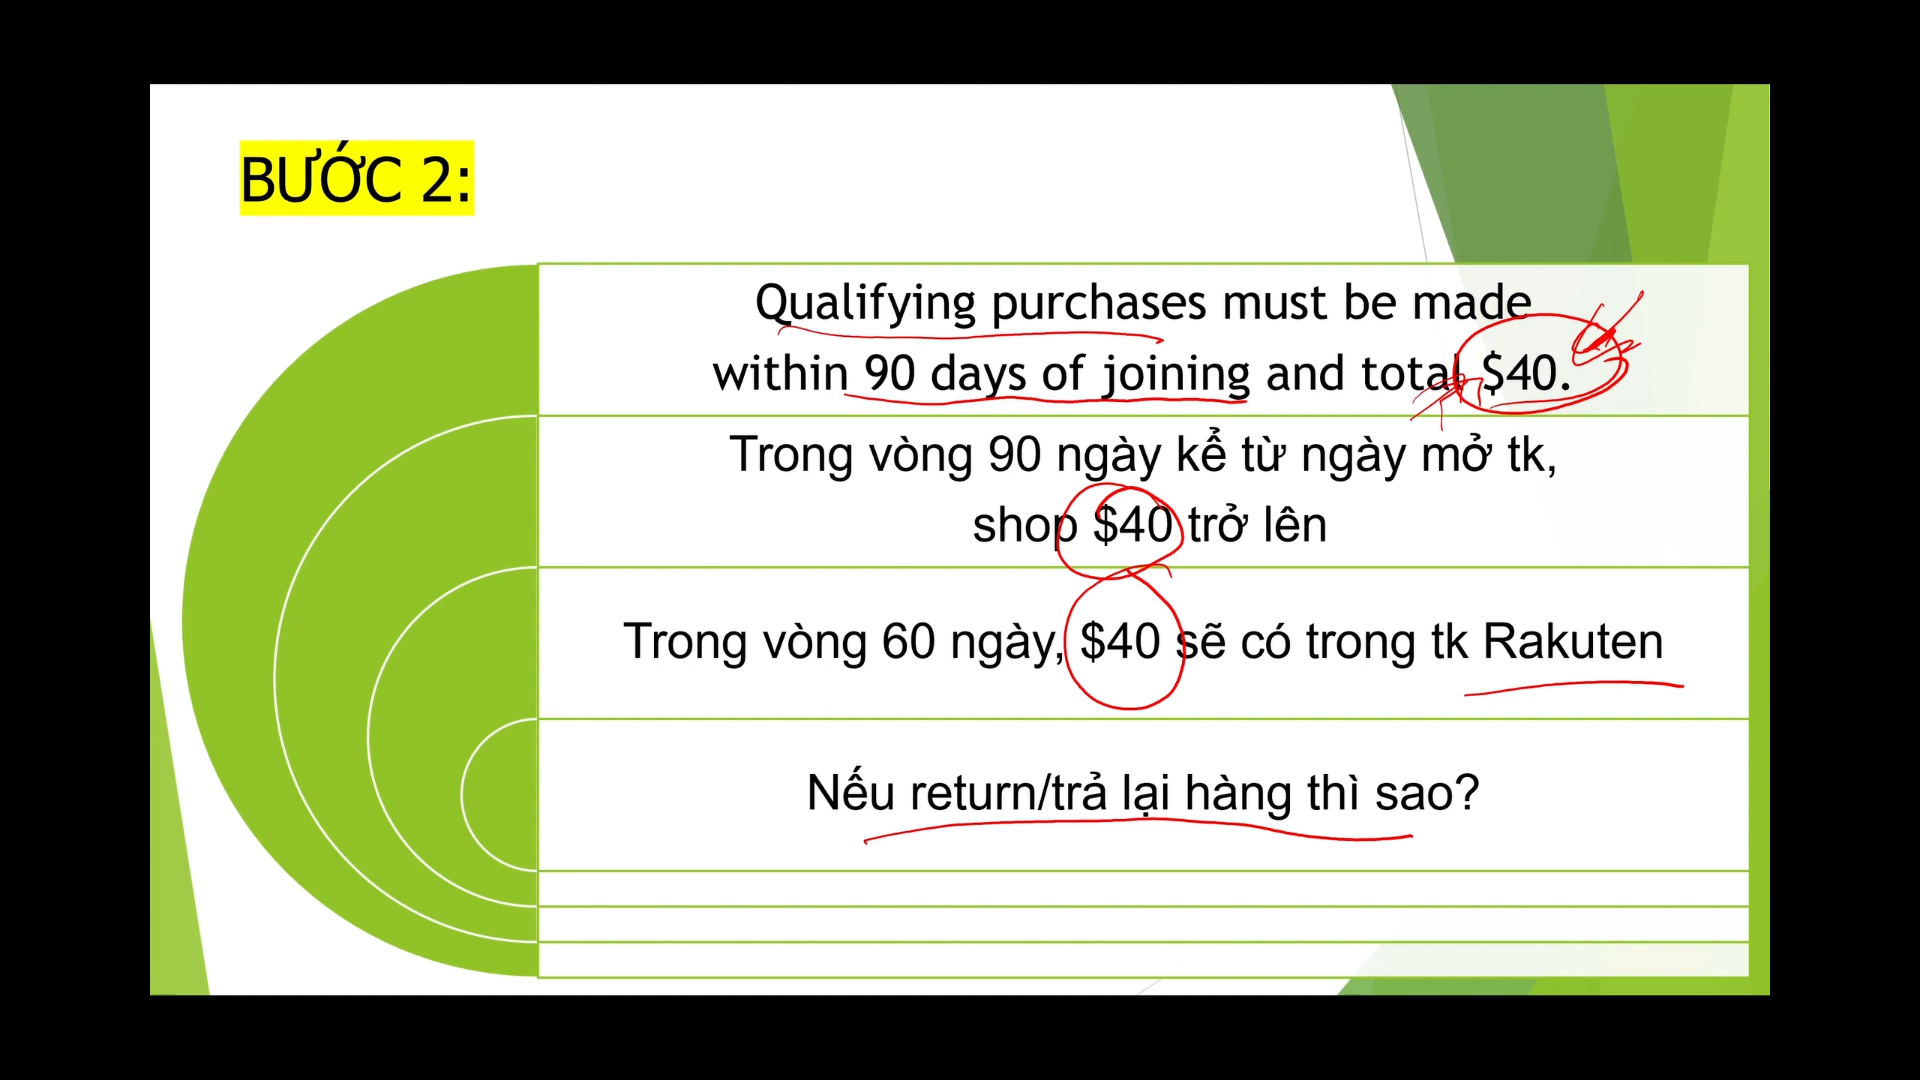 BƯỚC 2:
Qualifying purchases must be made
within 90 days of joining and total $40.
Trong vòng 90 ngày kể từ ngày mở tk,
shop $40 trở lên
Trong vòng 60 ngày, $40 sẽ có trong tk Rakuten
Nếu return/trả lại hàng thì sao?